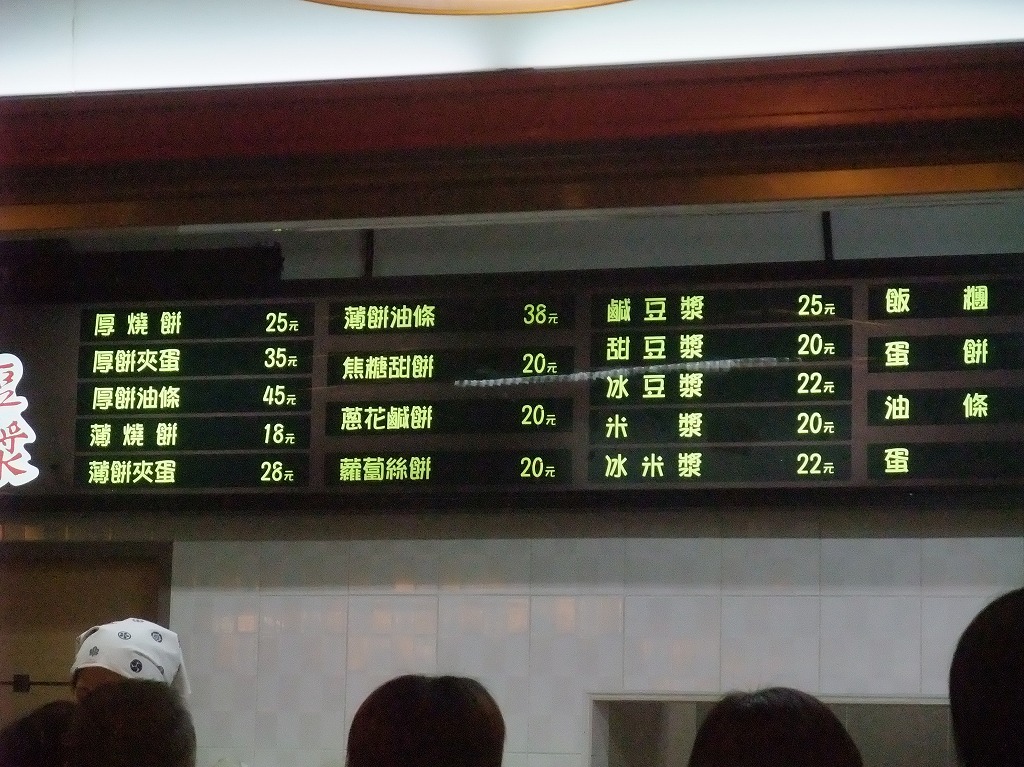 豆漿
厚燒餅 25元
厚餅夾蛋 35元
厚餅油條 45元
薄燒餅 18元
薄餅夾蛋 28元
薄餅油條 38元
焦糖甜餅 20元
蔥花鹹餅 20元
蘿蔔絲餅 20元
鹹豆漿 25元
甜豆漿 20元
冰豆漿 22元
米漿 20元
冰米漿 22元
飯糰
蛋餅
油條
蛋